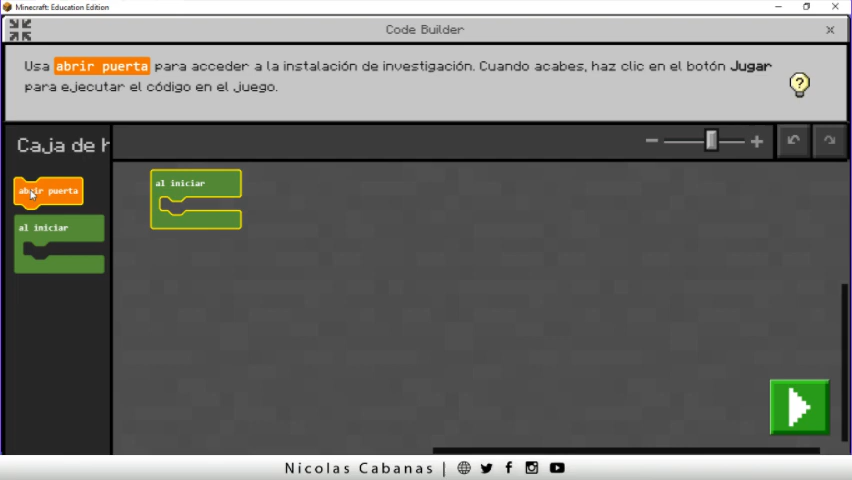 Minecraft: Education Edition
Code Builder
Usa abrir puerta para acceder a la instalación de investigación. Cuando acabes, haz clic en el botón Jugar
para ejecutar el código en el juego.
Caja de h
abrir puerta
al iniciar
al iniciar
Nicolas Cabanas |